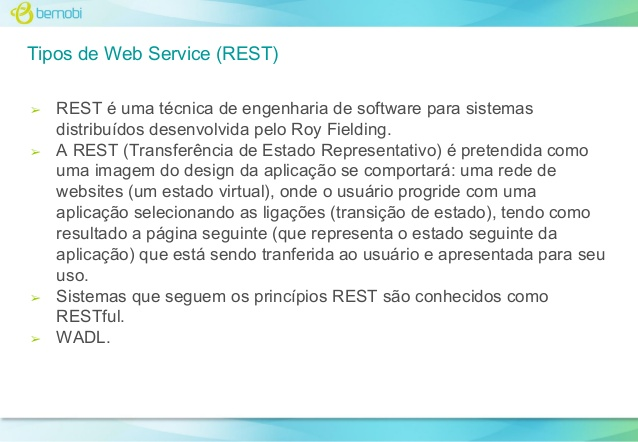 bemobi
Tipos de Web Service (REST)
➢ REST é uma técnica de engenharia de software para sistemas
distribuídos desenvolvida pelo Roy Fielding.
➢ A REST (Transferência de Estado Representativo) é pretendida como
uma imagem do design da aplicação se comportará: uma rede de
websites (um estado virtual), onde o usuário progride com uma
aplicação selecionando as ligações (transição de estado), tendo como
resultado a página seguinte (que representa o estado seguinte da
aplicação) que está sendo tranferida ao usuário e apresentada para seu
uso.
➢ Sistemas que seguem os princípios REST são conhecidos como
RESTful.
➢ WADL.